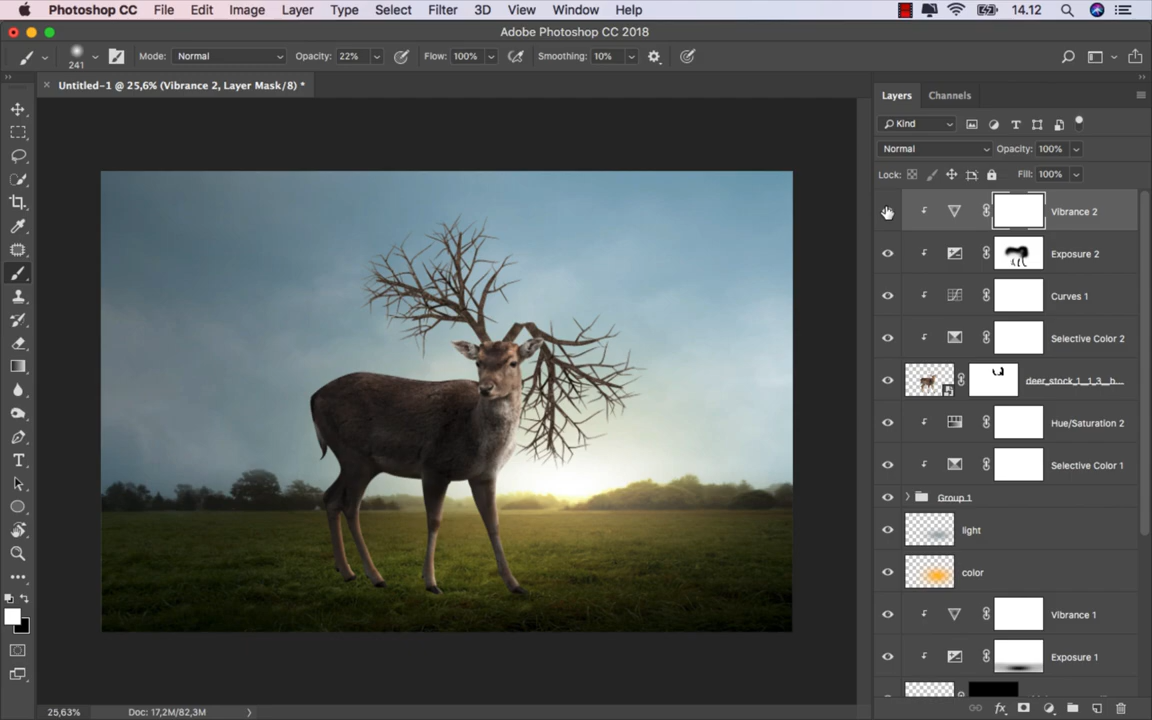 Photoshop CC File Edit Image Layer Type Select Filter 3D View Window Help 14.12
Adobe Photoshop CC 2018
241 Mode: Normal Opacity: 22% Flow: 100% Smoothing: 10%
Untitled-1 @ 25,6% (Vibrance 2, Layer Mask/8) *
Layers Channels
Kind
Normal Opacity: 100%
Lock: Fill: 100%
Vibrance 2
Exposure 2
Curves 1
Selective Color 2
deer_stock_1__1_3__b...
Hue/Saturation 2
Selective Color 1
Group 1
light
color
Vibrance 1
Exposure 1
25,63% Doc: 17,2M/82,3M